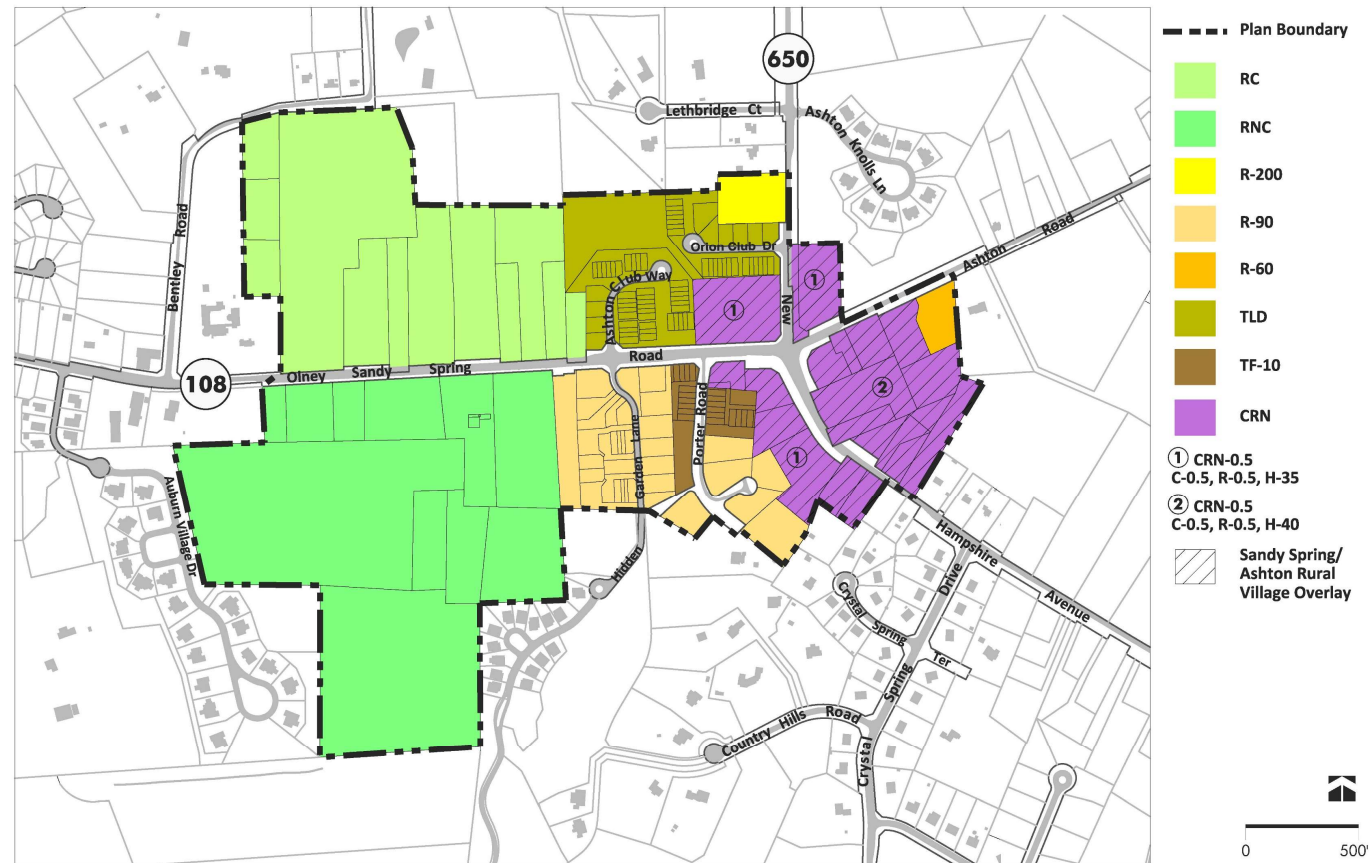 650
Lethbridge Ct
Ashton Knolls Ln
Bentley Road
Orion Club Dr
Ashton Road
Ashton Club Way
1
1
New
2
Road
108
Olney Sandy Spring
Porter Road
Garden Lane
1
Auburn Village Dr
Hidden
Hampshire
Avenue
Drive
Crystal Spring
Ter
Spring
Country Hills Road
Crystal
Plan Boundary
RC
RNC
R-200
R-90
R-60
TLD
TF-10
CRN
1 CRN-0.5
C-0.5, R-0.5, H-35
2 CRN-0.5
C-0.5, R-0.5, H-40
Sandy Spring/
Ashton Rural
Village Overlay
0 500'